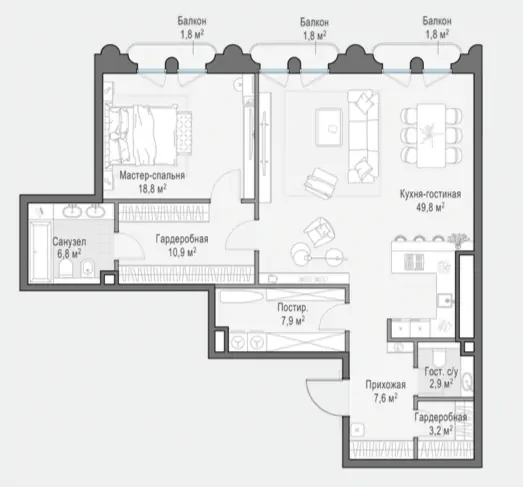 Балкон
1,8 м²
Балкон
1,8 м²
Балкон
1,8 м²
Мастер-спальня
18,8 м²
Кухня-гостиная
49,8 м²
Санузел
6,8 м²
Гардеробная
10,9 м²
Постир.
7,9 м²
Прихожая
7,6 м²
Гост. с/у
2,9 м²
Гардеробная
3,2 м²